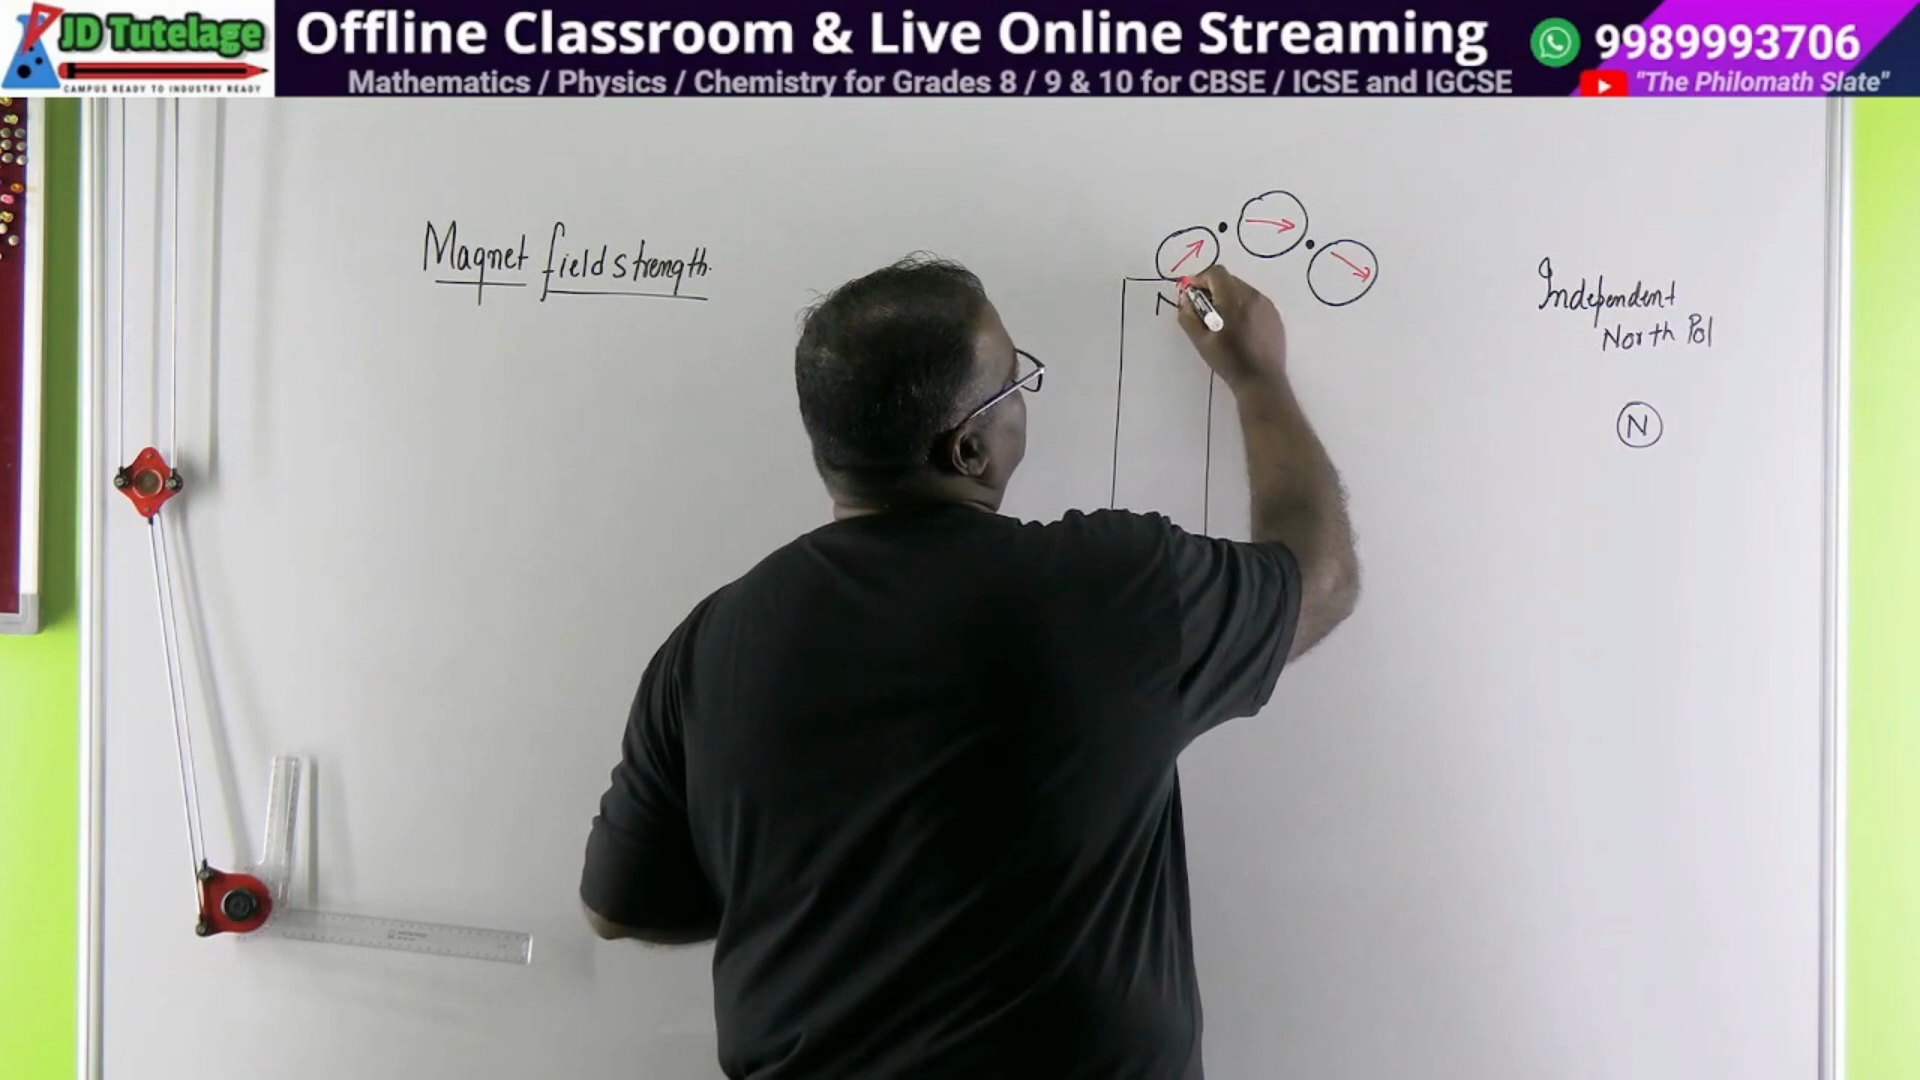 JD Tutelage
CAMPUS READY TO INDUSTRY READY
Offline Classroom & Live Online Streaming
9989993706
Mathematics / Physics / Chemistry for Grades 8 / 9 & 10 for CBSE / ICSE and IGCSE
"The Philomath Slate"
Magnet field strength.
N
Independent
North Pol
N